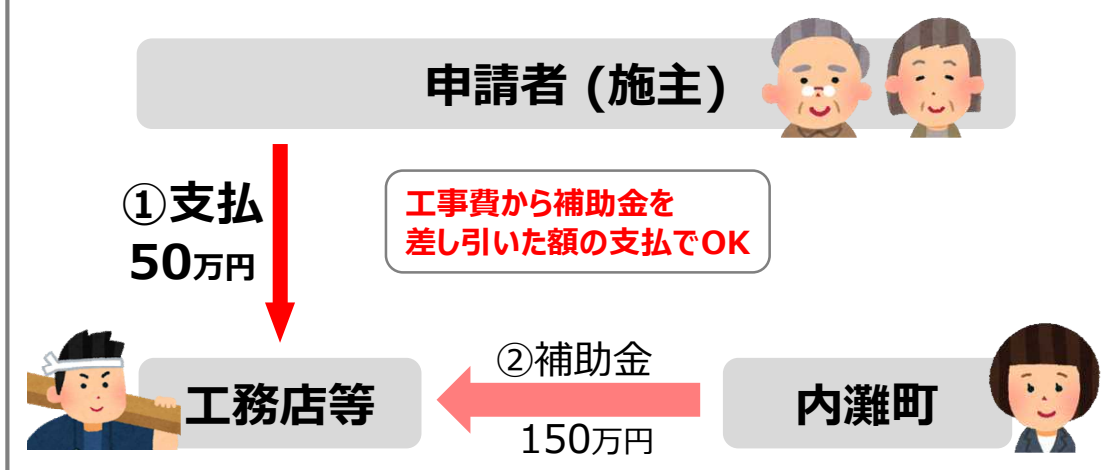 申請者 (施主)
①支払
50万円
工事費から補助金を
差し引いた額の支払でOK
工務店等
②補助金
150万円
内灘町